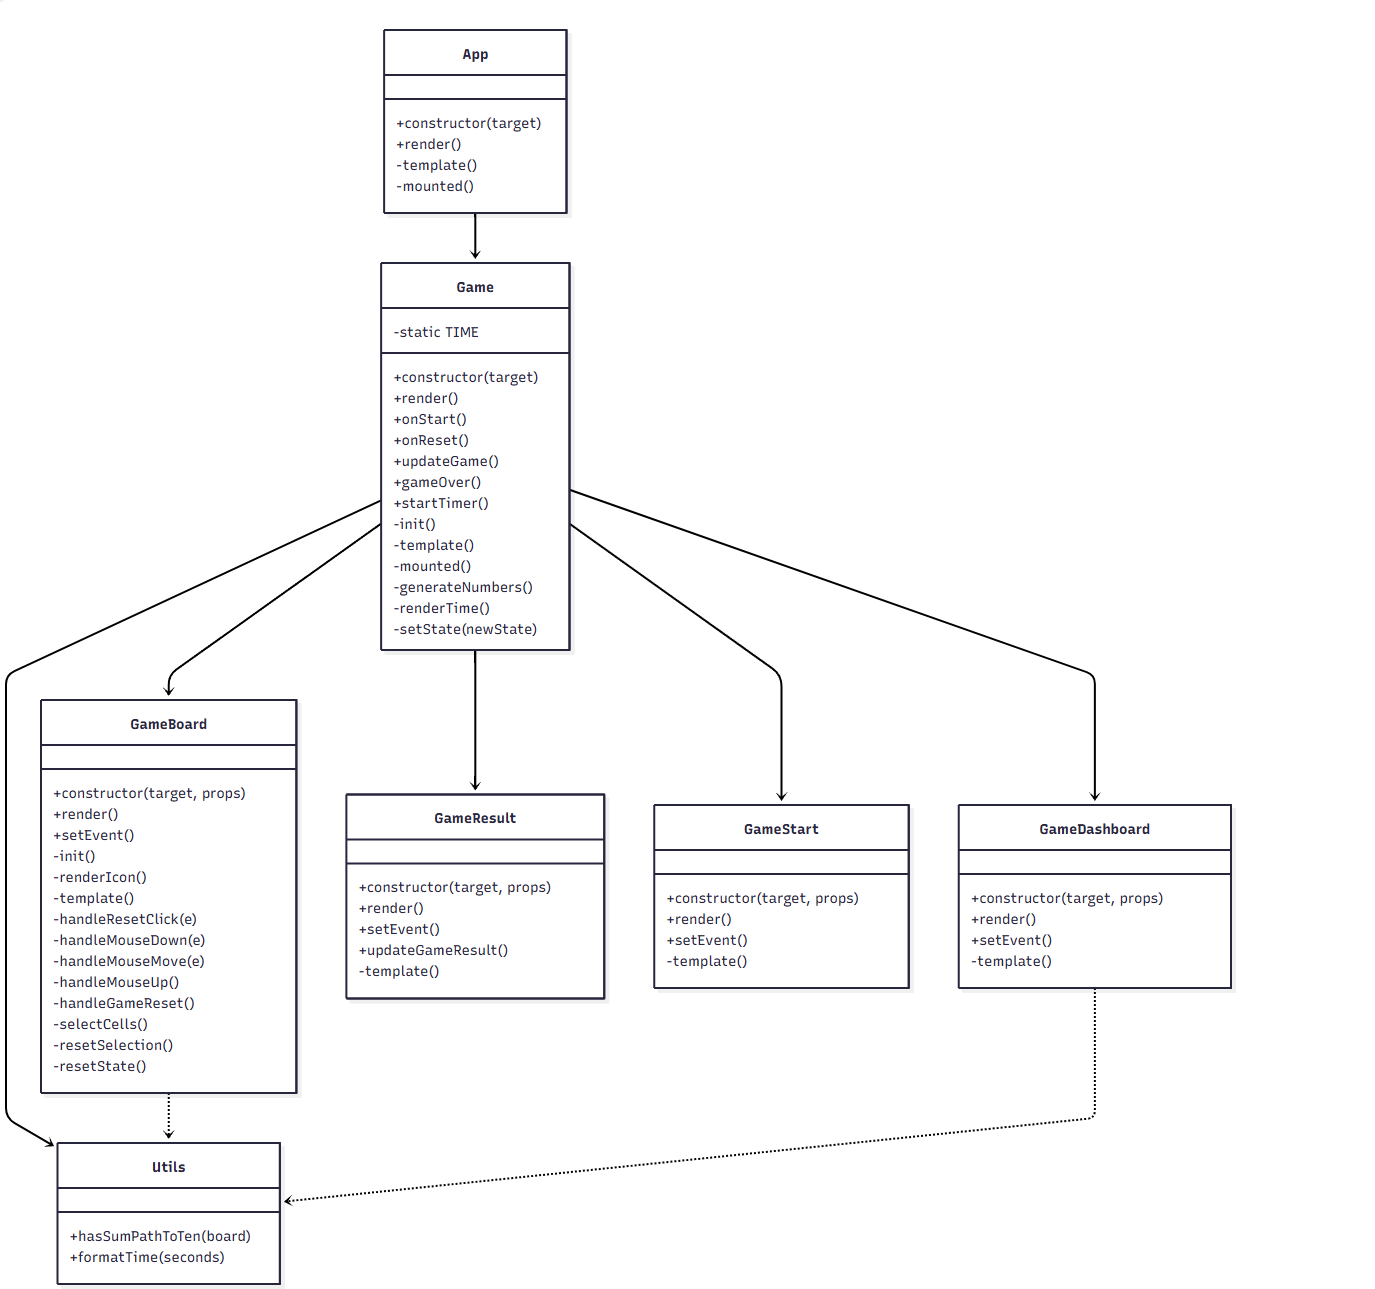 App
+constructor(target)
+render()
-template()
-mounted()
Game
-static TIME
+constructor(target)
+render()
+onStart()
+onReset()
+updateGame()
+gameOver()
+startTimer()
-init()
-template()
-mounted()
-generateNumbers()
-renderTime()
-setState(newState)
GameBoard
+constructor(target, props)
+render()
+setEvent()
-init()
-renderIcon()
-template()
-handleResetClick(e)
-handleMouseDown(e)
-handleMouseMove(e)
-handleMouseUp()
-handleGameReset()
-selectCells()
-resetSelection()
-resetState()
GameResult
+constructor(target, props)
+render()
+setEvent()
+updateGameResult()
-template()
GameStart
+constructor(target, props)
+render()
+setEvent()
-template()
GameDashboard
+constructor(target, props)
+render()
+setEvent()
-template()
Utils
+hasSumPathToTen(board)
+formatTime(seconds)